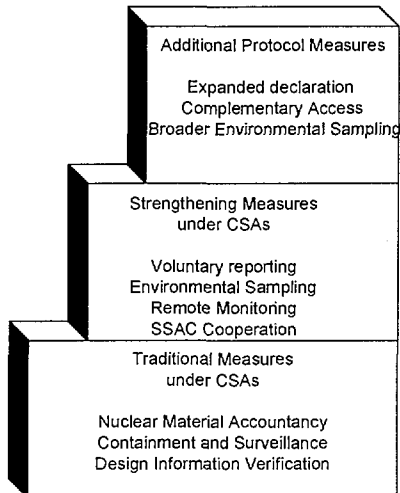 Additional Protocol Measures
Expanded declaration
Complementary Access
Broader Environmental Sampling
Strengthening Measures
under CSAs
Voluntary reporting
Environmental Sampling
Remote Monitoring
SSAC Cooperation
Traditional Measures
under CSAs
Nuclear Material Accountancy
Containment and Surveillance
Design Information Verification